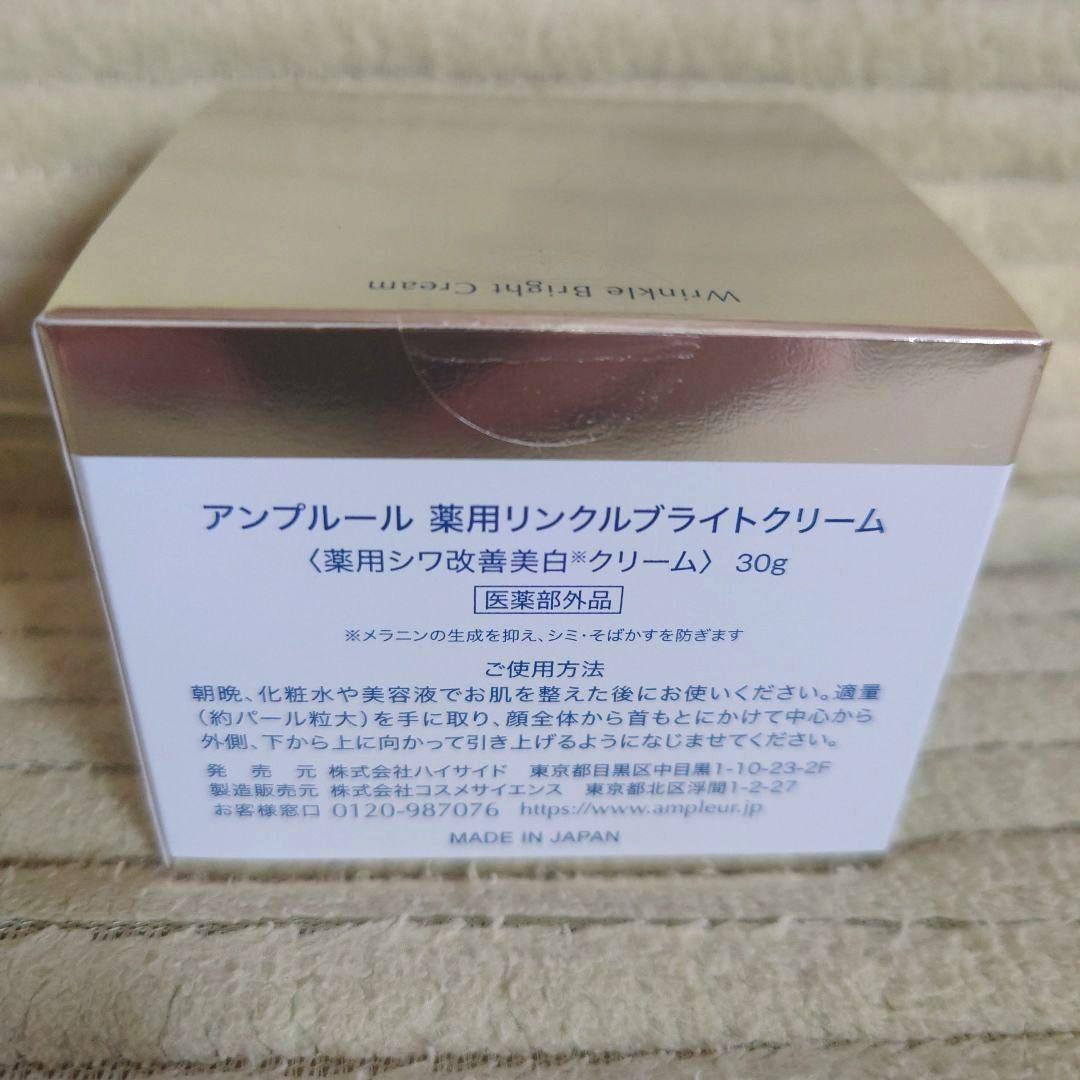 Wrinkle Bright Cream
アンプルール 薬用リンクルブライトクリーム
〈薬用シワ改善美白※クリーム〉 30g
医薬部外品
※メラニンの生成を抑え、シミ・そばかすを防ぎます
ご使用方法
朝晩、化粧水や美容液でお肌を整えた後にお使いください。適量
(約パール粒大)を手に取り、顔全体から首もとにかけて中心から
外側、下から上に向かって引き上げるようになじませてください。
発売元 株式会社ハイサイド 東京都目黒区中目黒1-10-23-2F
製造販売元 株式会社コスメサイエンス 東京都北区浮間1-2-27
お客様窓口 0120-987076 https://www.ampleur.jp
MADE IN JAPAN